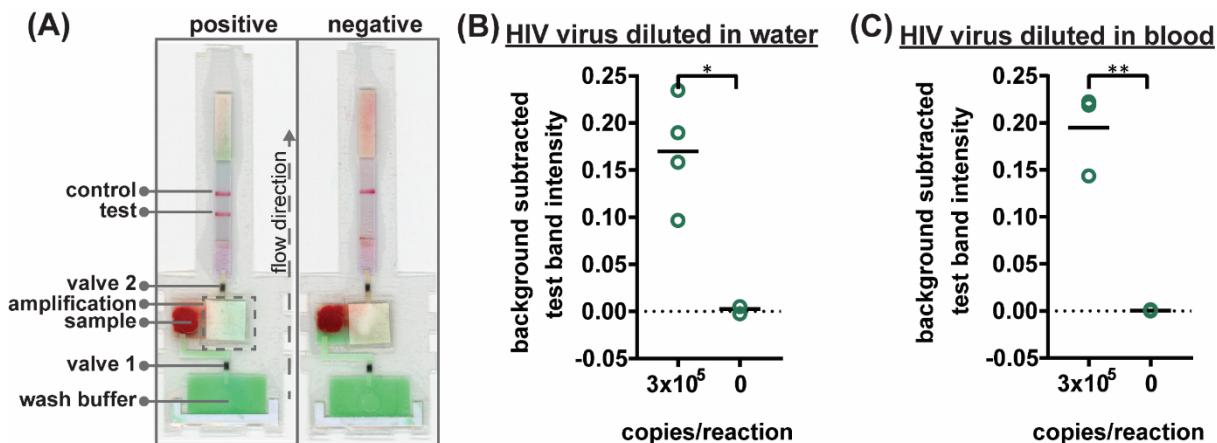 (A)
positive
negative
control
test
valve 2
amplification
sample
valve 1
wash buffer
flow direction
(B)
HIV virus diluted in water
background subtracted
test band intensity
0.25
0.20
0.15
0.10
0.05
0.00
-0.05
*
3x10⁵
0
copies/reaction
(C)
HIV virus diluted in blood
background subtracted
test band intensity
0.25
0.20
0.15
0.10
0.05
0.00
-0.05
**
3x10⁵
0
copies/reaction